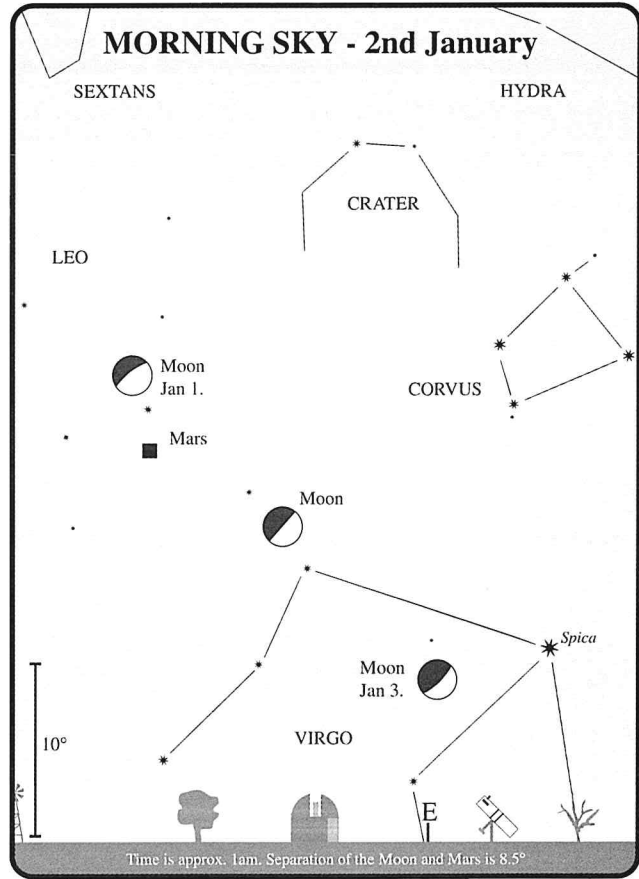 MORNING SKY - 2nd January
SEXTANS
HYDRA
CRATER
LEO
Moon
Jan 1.
CORVUS
Mars
Moon
Spica
Moon
Jan 3.
10°
VIRGO
E
Time is approx. 1am. Separation of the Moon and Mars is 8.5°